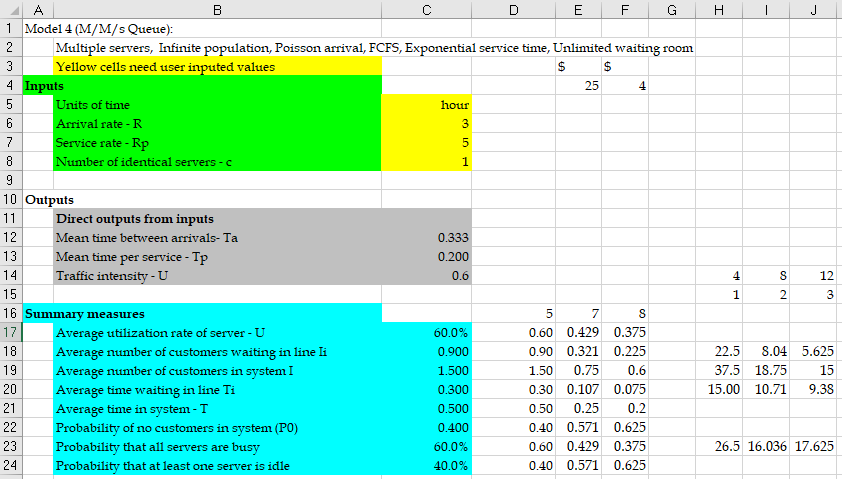 A B C D E F G H I J
1 Model 4 (M/M/s Queue):
2 Multiple servers, Infinite population, Poisson arrival, FCFS, Exponential service time, Unlimited waiting room
3 Yellow cells need user inputed values $ $
4 Inputs 25 4
5 Units of time hour
6 Arrival rate - R 3
7 Service rate - Rp 5
8 Number of identical servers - c 1
9
10 Outputs
11 Direct outputs from inputs
12 Mean time between arrivals- Ta 0.333
13 Mean time per service - Tp 0.200
14 Traffic intensity - U 0.6 4 8 12
15 1 2 3
16 Summary measures 5 7 8
17 Average utilization rate of server - U 60.0% 0.60 0.429 0.375
18 Average number of customers waiting in line Ii 0.900 0.90 0.321 0.225 22.5 8.04 5.625
19 Average number of customers in system I 1.500 1.50 0.75 0.6 37.5 18.75 15
20 Average time waiting in line Ti 0.300 0.30 0.107 0.075 15.00 10.71 9.38
21 Average time in system - T 0.500 0.50 0.25 0.2
22 Probability of no customers in system (P0) 0.400 0.40 0.571 0.625
23 Probability that all servers are busy 60.0% 0.60 0.429 0.375 26.5 16.036 17.625
24 Probability that at least one server is idle 40.0% 0.40 0.571 0.625